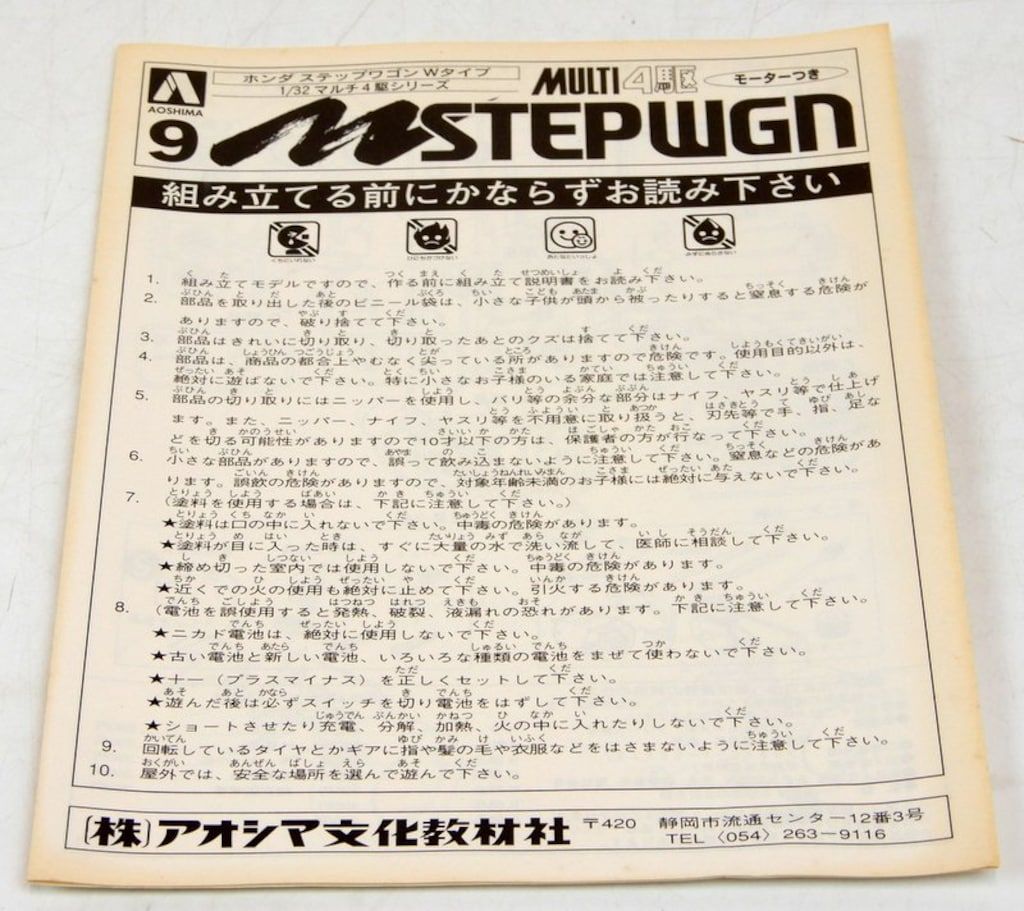 AOSHIMA
9
ホンダ ステップワゴン Wタイプ
1/32 マルチ4駆シリーズ
MULTI 4駆
モーターつき
STEPWGN
組み立てる前にかならずお読み下さい
1. 組み立てモデルですので、作る前に組み立て説明書をお読み下さい。
2. 部品を取り出した後のビニール袋は、小さな子供が頭から被ったりすると窒息する危険が
ありますので、破り捨てて下さい。
3. 部品はきれいに切り取り、切り取ったあとのクズは捨てて下さい。
4. 部品は、商品の都合上やむなく尖っている所がありますので危険です。使用目的以外は、
絶対に遊ばないで下さい。特に小さなお子様のいる家庭では注意して下さい。
5. 部品の切り取りにはニッパーを使用し、バリ等の余分な部分はナイフ、ヤスリ等で仕上げ
ます。また、ニッパー、ナイフ、ヤスリ等を不用意に取り扱うと、刃先等で手、指、足な
どを切る可能性がありますので10才以下の方は、保護者の方が行なって下さい。
6. 小さな部品がありますので、誤って飲み込まないように注意して下さい。窒息などの危険があ
ります。誤飲の危険がありますので、対象年齢未満のお子様には絶対に与えないで下さい。
7. (塗料を使用する場合は、下記に注意して下さい。)
★塗料は口の中に入れないで下さい。中毒の危険があります。
★塗料が目に入った時は、すぐに大量の水で洗い流して、医師に相談して下さい。
★締め切った室内では使用しないで下さい。中毒の危険があります。
★近くでの火の使用も絶対に止めて下さい。引火する危険があります。
8. (電池を誤使用すると発熱、破裂、液漏れの恐れがあります。下記に注意して下さい。
★ニカド電池は、絶対に使用しないで下さい。
★古い電池と新しい電池、いろいろな種類の電池をまぜて使わないで下さい。
★+−(プラスマイナス)を正しくセットして下さい。
★遊んだ後は必ずスイッチを切り電池をはずして下さい。
★ショートさせたり充電、分解、加熱、火の中に入れたりしないで下さい。
9. 回転しているタイヤとかギアに指や髪の毛や衣服などをはさまないように注意して下さい。
10. 屋外では、安全な場所を選んで遊んで下さい。
(株)アオシマ文化教材社
〒420 静岡市流通センター12番3号
TEL (054) 263-9116